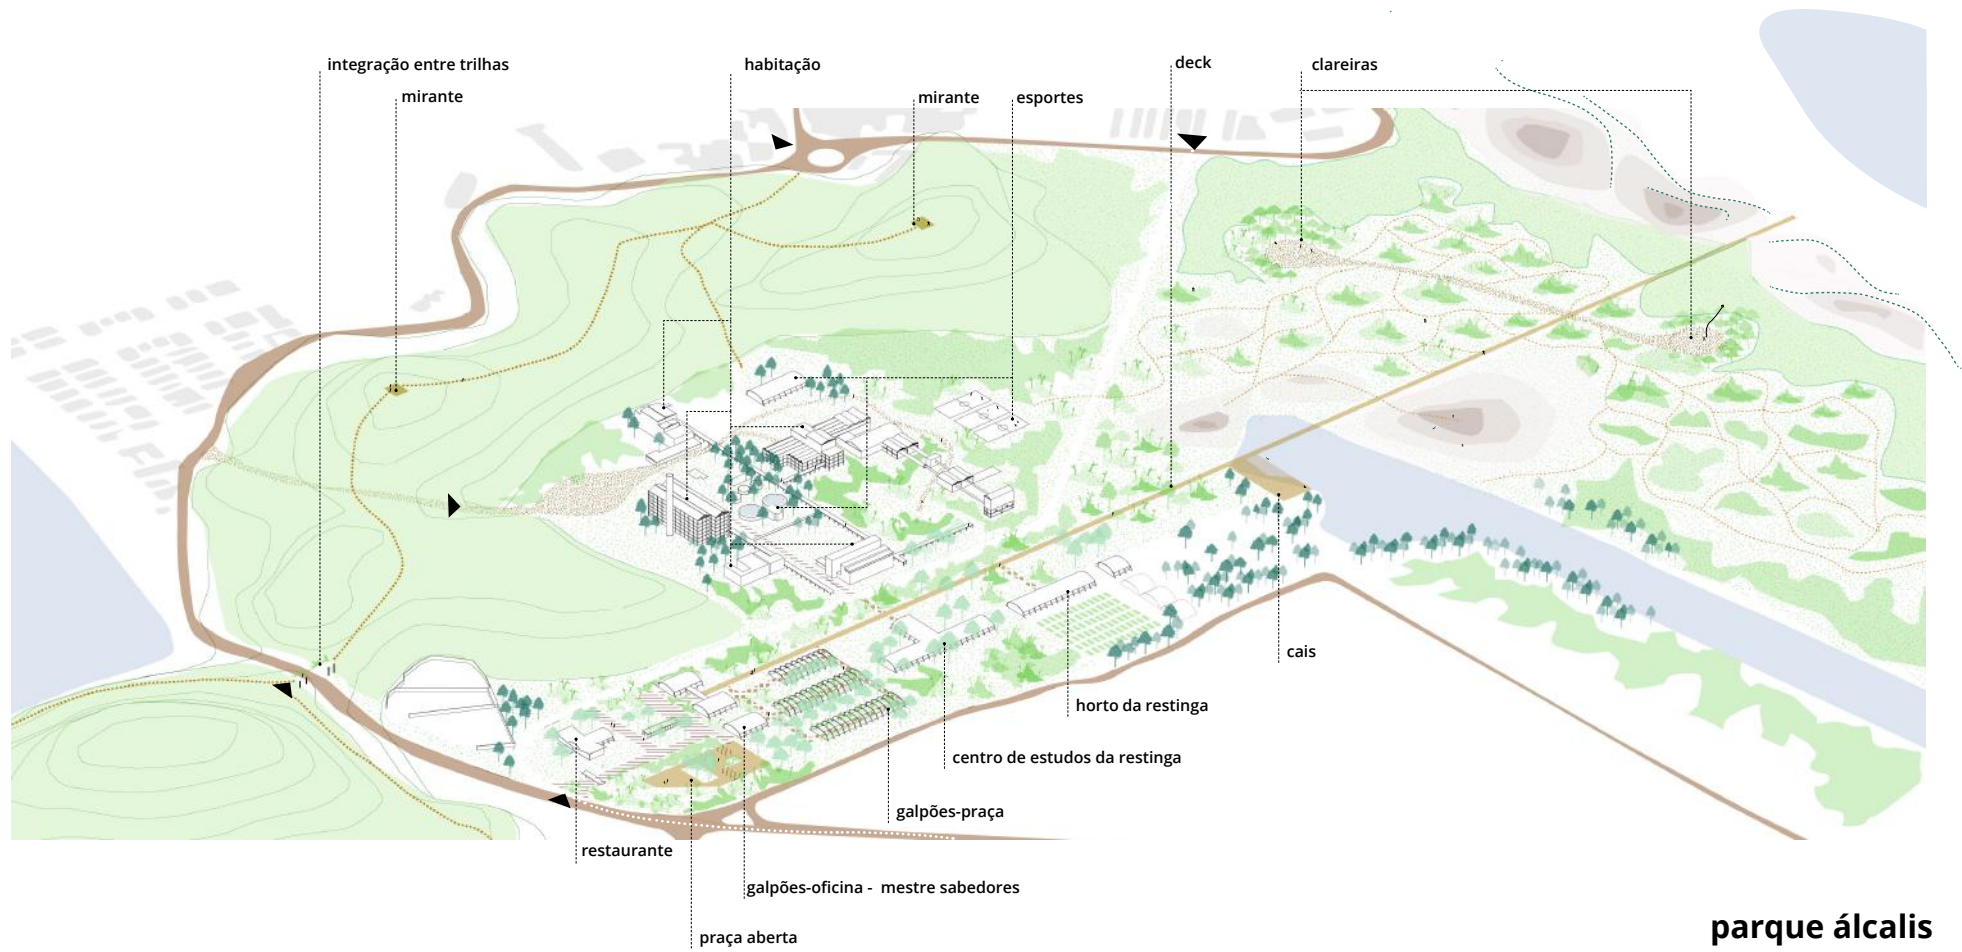 integração entre trilhas
habitação
deck
clareiras
mirante
mirante
esportes
cais
horto da restinga
centro de estudos da restinga
galpões-praça
restaurante
galpões-oficina - mestre sabedores
praça aberta
parque álcalis